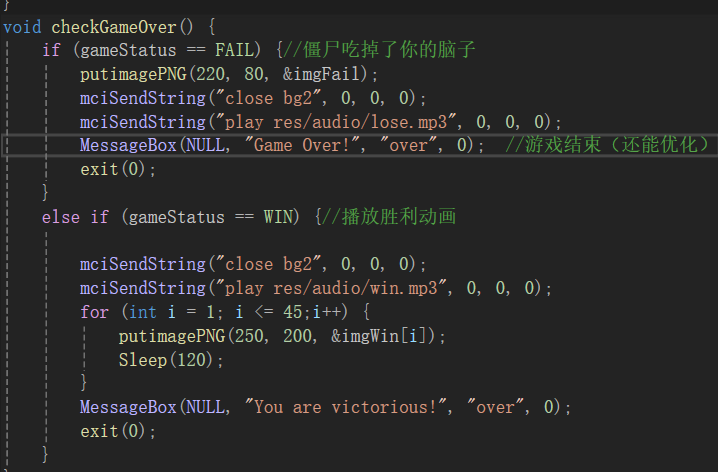 }
void checkGameOver() {
if (gameStatus == FAIL) {//僵尸吃掉了你的脑子
putimagePNG(220, 80, &imgFail);
mciSendString("close bg2", 0, 0, 0);
mciSendString("play res/audio/lose.mp3", 0, 0, 0);
MessageBox(NULL, "Game Over!", "over", 0);  //游戏结束（还能优化）
exit(0);
}
else if (gameStatus == WIN) {//播放胜利动画
mciSendString("close bg2", 0, 0, 0);
mciSendString("play res/audio/win.mp3", 0, 0, 0);
for (int i = 1; i <= 45;i++) {
putimagePNG(250, 200, &imgWin[i]);
Sleep(120);
}
MessageBox(NULL, "You are victorious!", "over", 0);
exit(0);
}